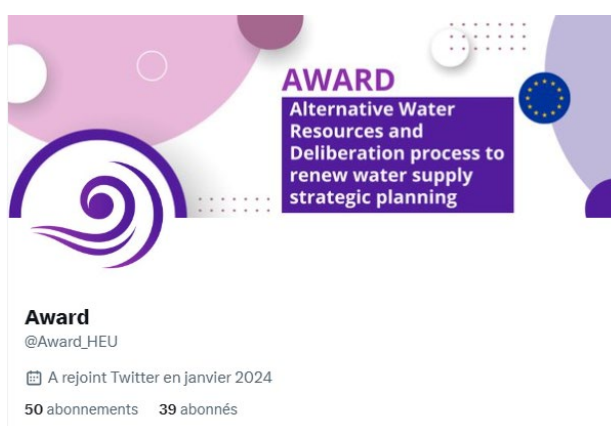 AWARD
Alternative Water
Resources and
Deliberation process to
renew water supply
strategic planning
Award
@Award_HEU
A rejoint Twitter en janvier 2024
50 abonnements 39 abonnés